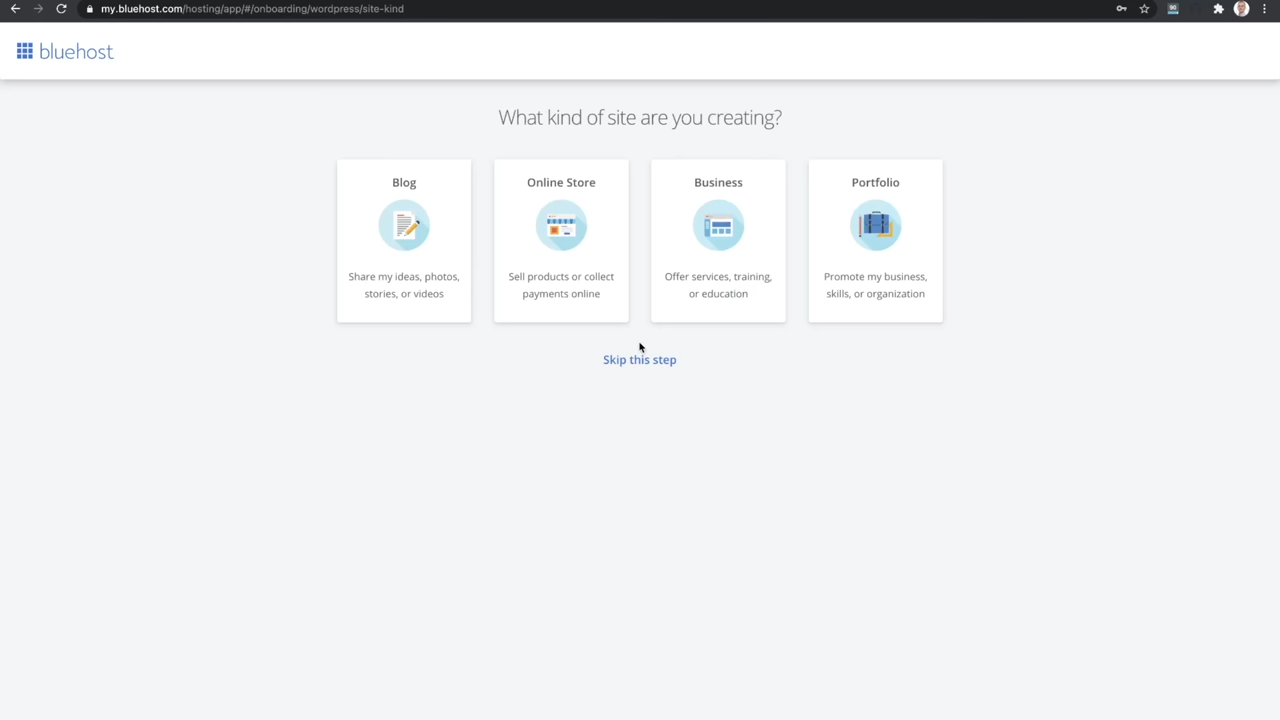 my.bluehost.com/hosting/app/#/onboarding/wordpress/site-kind
bluehost
What kind of site are you creating?
Blog
Share my ideas, photos,
stories, or videos
Online Store
Sell products or collect
payments online
Business
Offer services, training,
or education
Portfolio
Promote my business,
skills, or organization
Skip this step